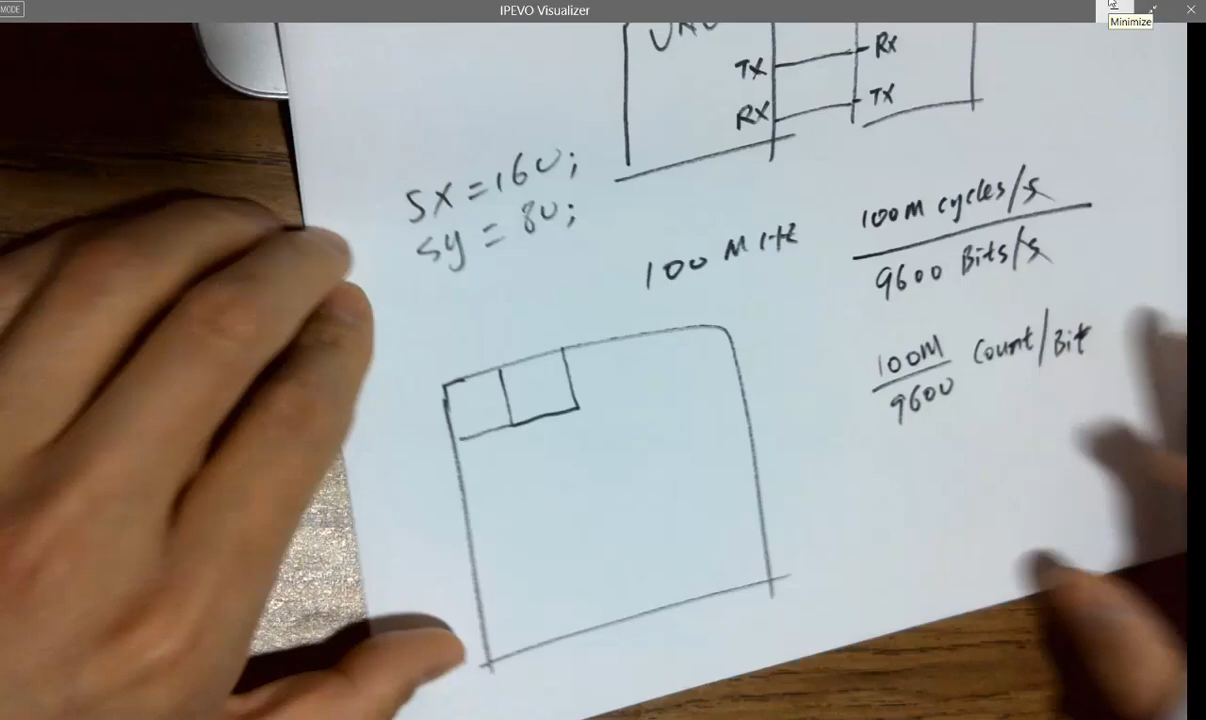 MODE
IPEVO Visualizer
Minimize
TX
RX
RX
TX
SX = 160;
SY = 80;
100 MHz
100M cycles/s
9600 Bits/s
100M
9600
Count/Bit